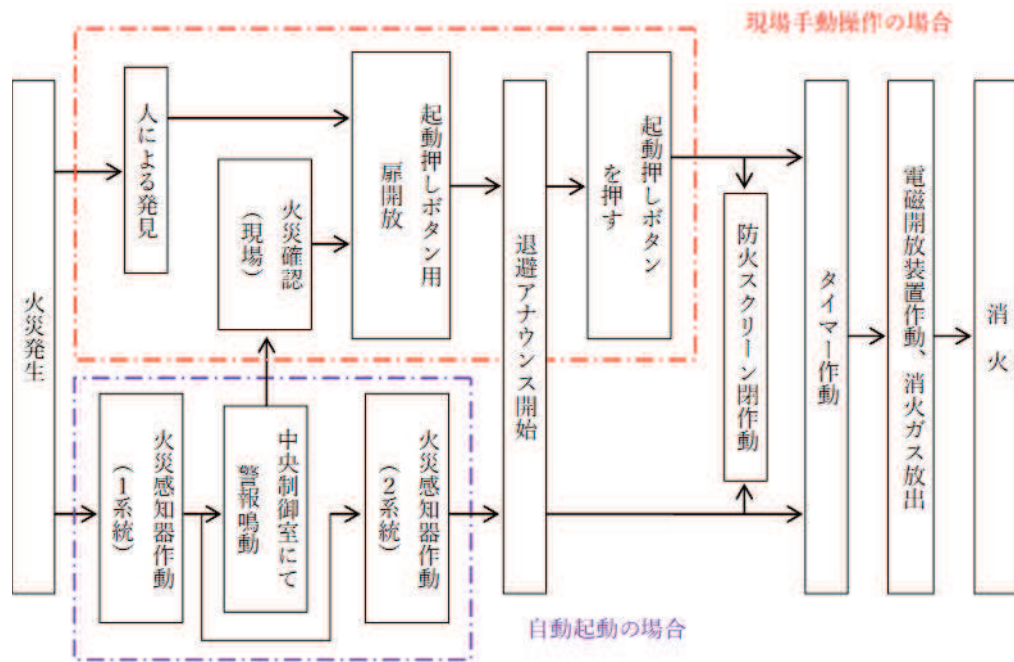 現場手動操作の場合
火災発生
人による発見
火災確認
(現場)
起動押しボタン用
扉開放
退避アナウンス開始
起動押しボタン
を押す
防火スクリーン閉作動
タイマー作動
電磁開放装置作動、消火ガス放出
消火
火災感知器作動
(1系統)
中央制御室にて
警報鳴動
火災感知器作動
(2系統)
自動起動の場合